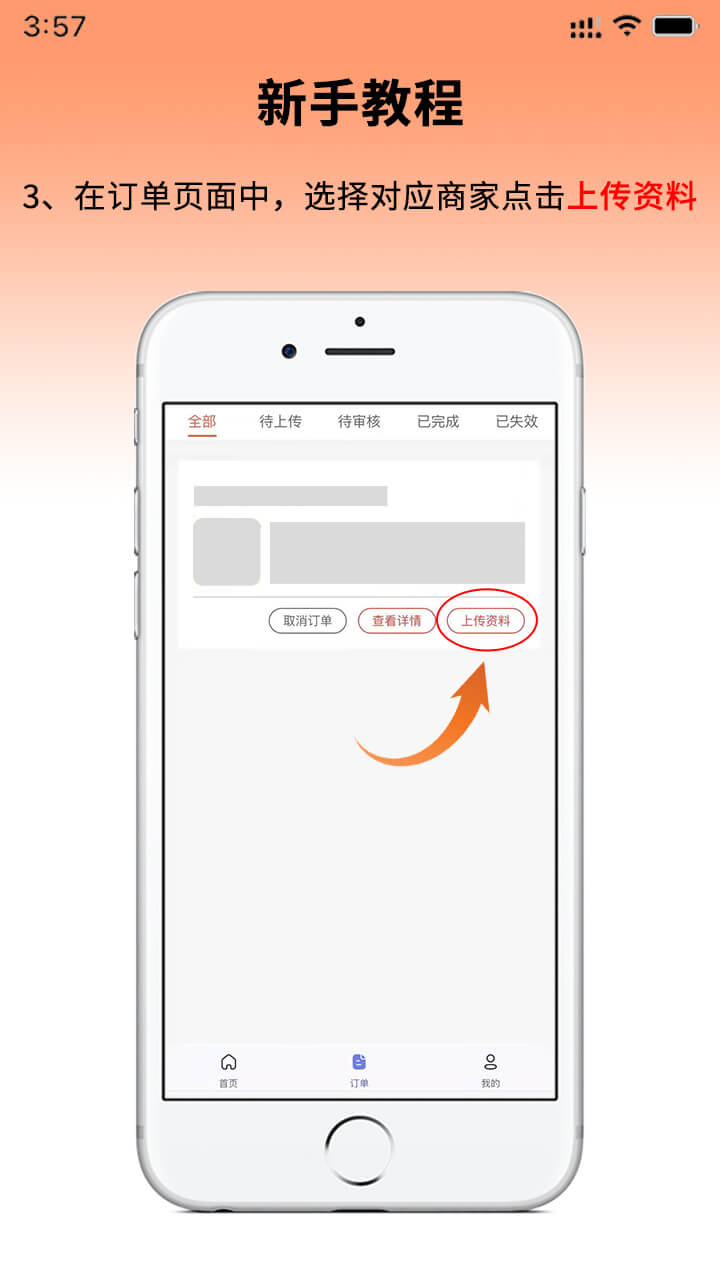 3:57
新手教程
3、在订单页面中，选择对应商家点击上传资料
全部 待上传 待审核 已完成 已失效
取消订单 查看详情 上传资料
首页 订单 我的